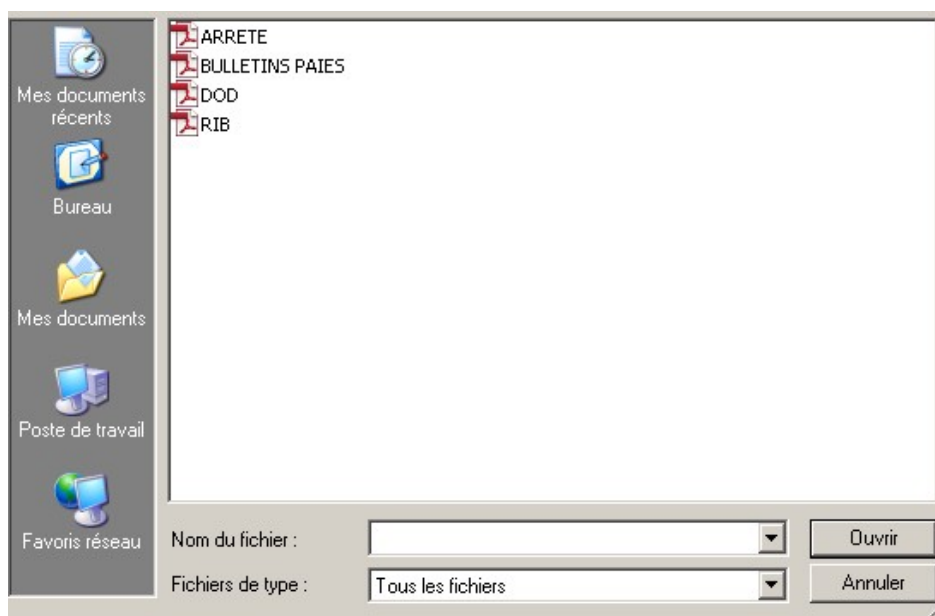 Mes documents
récents
Bureau
Mes documents
Poste de travail
Favoris réseau
ARRETE
BULLETINS PAIES
DOD
RIB
Nom du fichier :
Ouvrir
Fichiers de type :
Tous les fichiers
Annuler